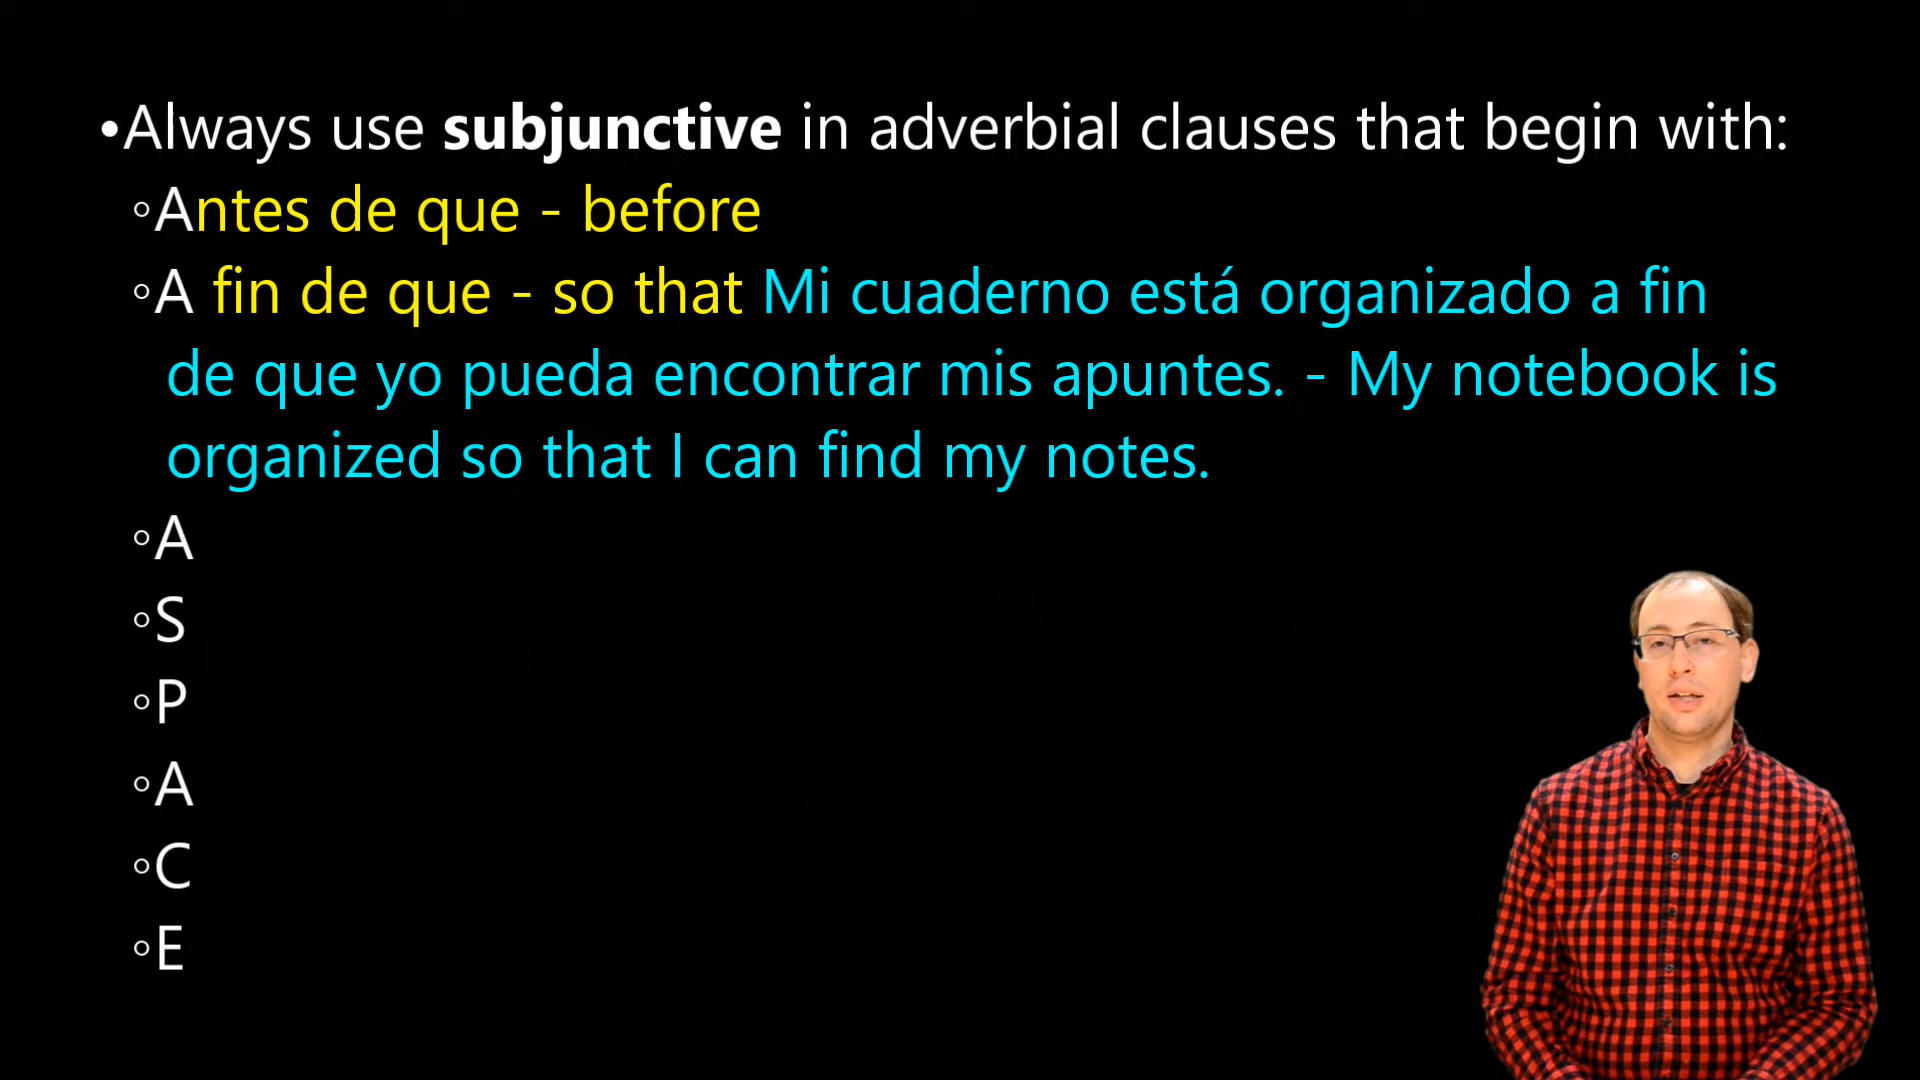 •Always use subjunctive in adverbial clauses that begin with:
◦Antes de que - before
◦A fin de que - so that Mi cuaderno está organizado a fin
de que yo pueda encontrar mis apuntes. - My notebook is
organized so that I can find my notes.
◦A
◦S
◦P
◦A
◦C
◦E